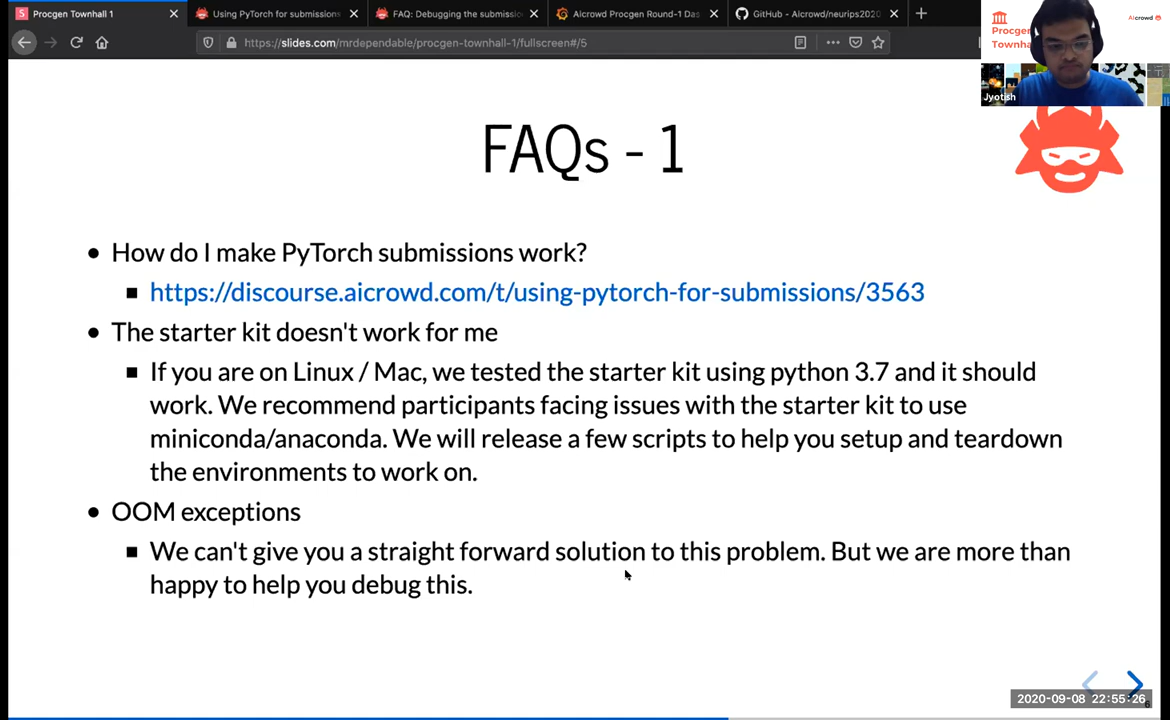 Procgen Townhall 1
Using PyTorch for submissions
FAQ: Debugging the submissio
Aicrowd Procgen Round-1 Das
GitHub - AIcrowd/neurips2020
https://slides.com/mrdependable/procgen-townhall-1/fullscreen#/5
Procgen
Townha
AIcrowd
Jyotish
FAQs - 1
• How do I make PyTorch submissions work?
▪ https://discourse.aicrowd.com/t/using-pytorch-for-submissions/3563
• The starter kit doesn't work for me
▪ If you are on Linux / Mac, we tested the starter kit using python 3.7 and it should
work. We recommend participants facing issues with the starter kit to use
miniconda/anaconda. We will release a few scripts to help you setup and teardown
the environments to work on.
• OOM exceptions
▪ We can't give you a straight forward solution to this problem. But we are more than
happy to help you debug this.
2020-09-08 22:55:26